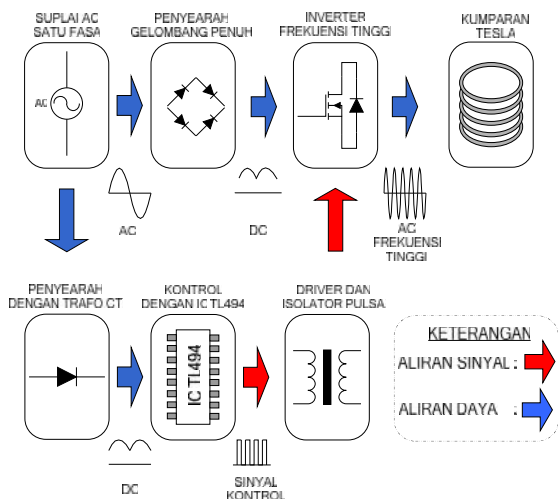 SUPLAI AC
SATU FASA
PENYEARAH
GELOMBANG PENUH
INVERTER
FREKUENSI TINGGI
KUMPARAN
TESLA
AC
AC
DC
AC
FREKUENSI
TINGGI
PENYEARAH
DENGAN TRAFO CT
KONTROL
DENGAN IC TL494
DRIVER DAN
ISOLATOR PULSA
IC TL494
KETERANGAN
ALIRAN SINYAL :
ALIRAN DAYA :
DC
SINYAL
KONTROL